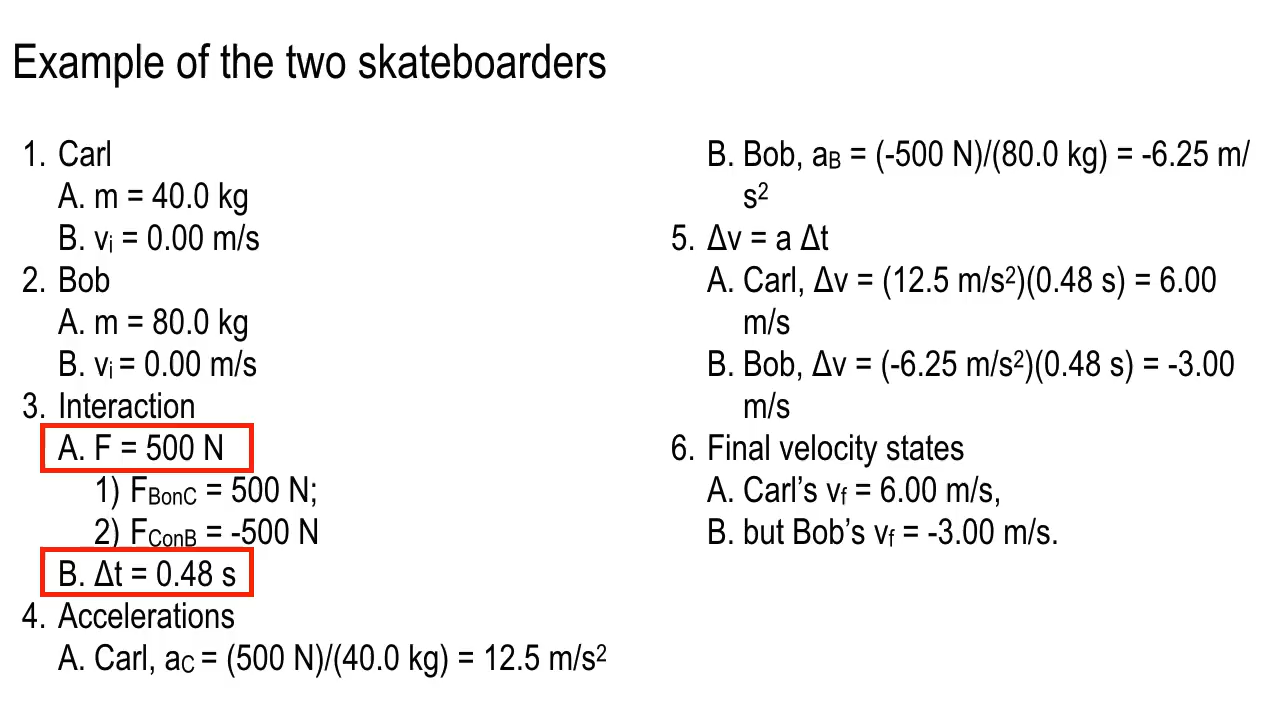 Example of the two skateboarders
1. Carl
A. m = 40.0 kg
B. vᵢ = 0.00 m/s
2. Bob
A. m = 80.0 kg
B. vᵢ = 0.00 m/s
3. Interaction
A. F = 500 N
1) FBonC = 500 N;
2) FConB = -500 N
B. Δt = 0.48 s
4. Accelerations
A. Carl, aC = (500 N)/(40.0 kg) = 12.5 m/s²
B. Bob, aB = (-500 N)/(80.0 kg) = -6.25 m/
s²
5. Δv = a Δt
A. Carl, Δv = (12.5 m/s²)(0.48 s) = 6.00
m/s
B. Bob, Δv = (-6.25 m/s²)(0.48 s) = -3.00
m/s
6. Final velocity states
A. Carl’s vf = 6.00 m/s,
B. but Bob’s vf = -3.00 m/s.